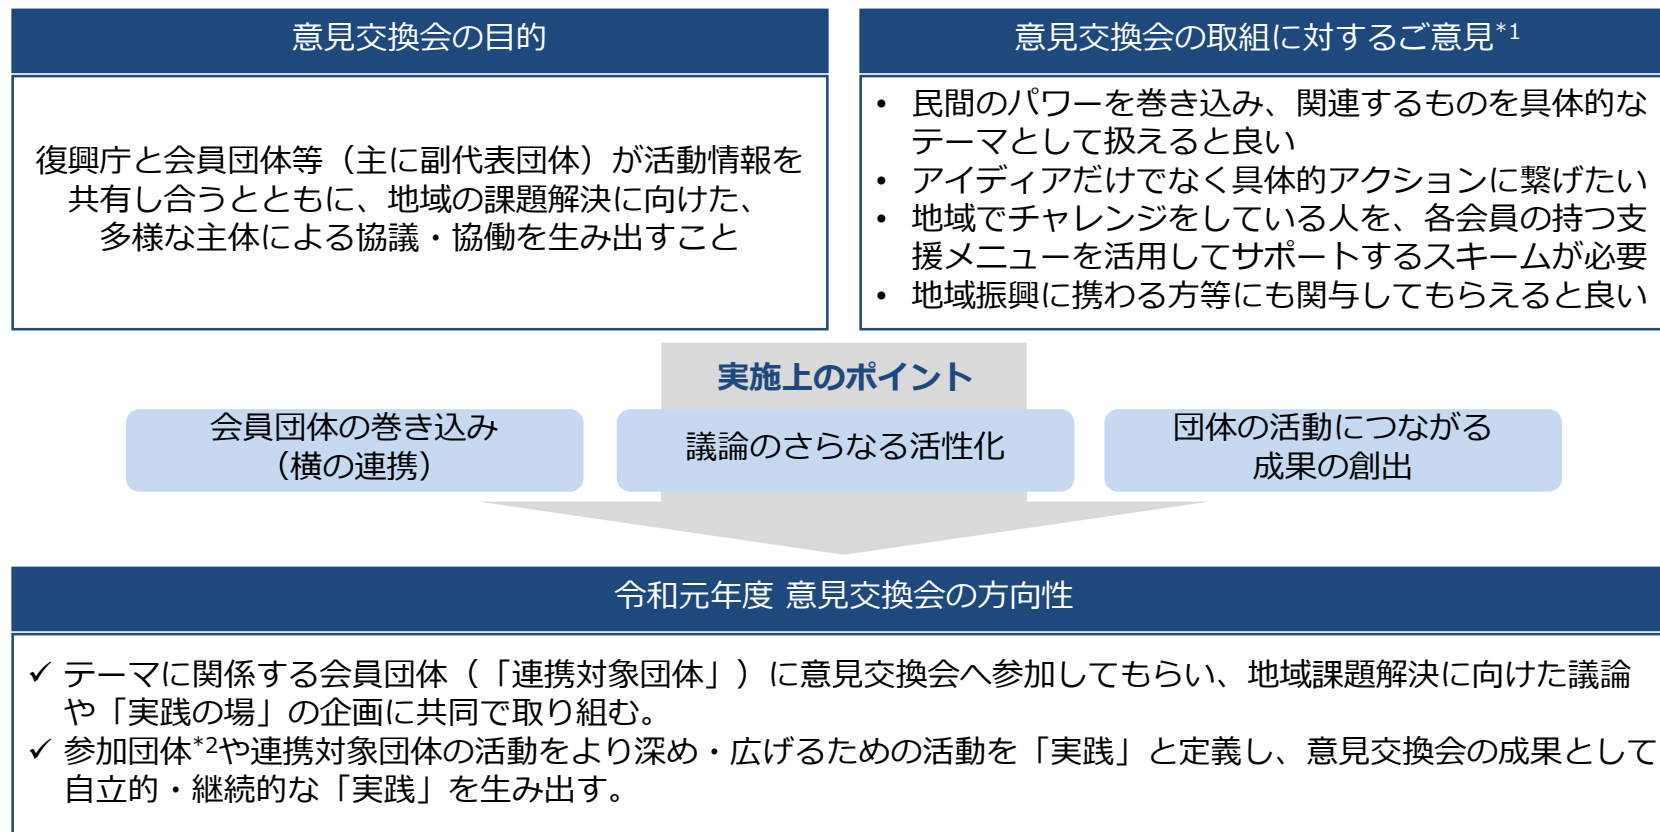 意見交換会の目的
復興庁と会員団体等（主に副代表団体）が活動情報を
共有し合うとともに、地域の課題解決に向けた、
多様な主体による協議・協働を生み出すこと
意見交換会の取組に対するご意見*1
• 民間のパワーを巻き込み、関連するものを具体的な
テーマとして扱えると良い
• アイディアだけでなく具体的アクションに繋げたい
• 地域でチャレンジをしている人を、各会員の持つ支
援メニューを活用してサポートするスキームが必要
• 地域振興に携わる方等にも関与してもらえると良い
実施上のポイント
会員団体の巻き込み
（横の連携）
議論のさらなる活性化
団体の活動につながる
成果の創出
令和元年度 意見交換会の方向性
✓ テーマに関係する会員団体（「連携対象団体」）に意見交換会へ参加してもらい、地域課題解決に向けた議論
や「実践の場」の企画に共同で取り組む。
✓ 参加団体*2や連携対象団体の活動をより深め・広げるための活動を「実践」と定義し、意見交換会の成果として
自立的・継続的な「実践」を生み出す。